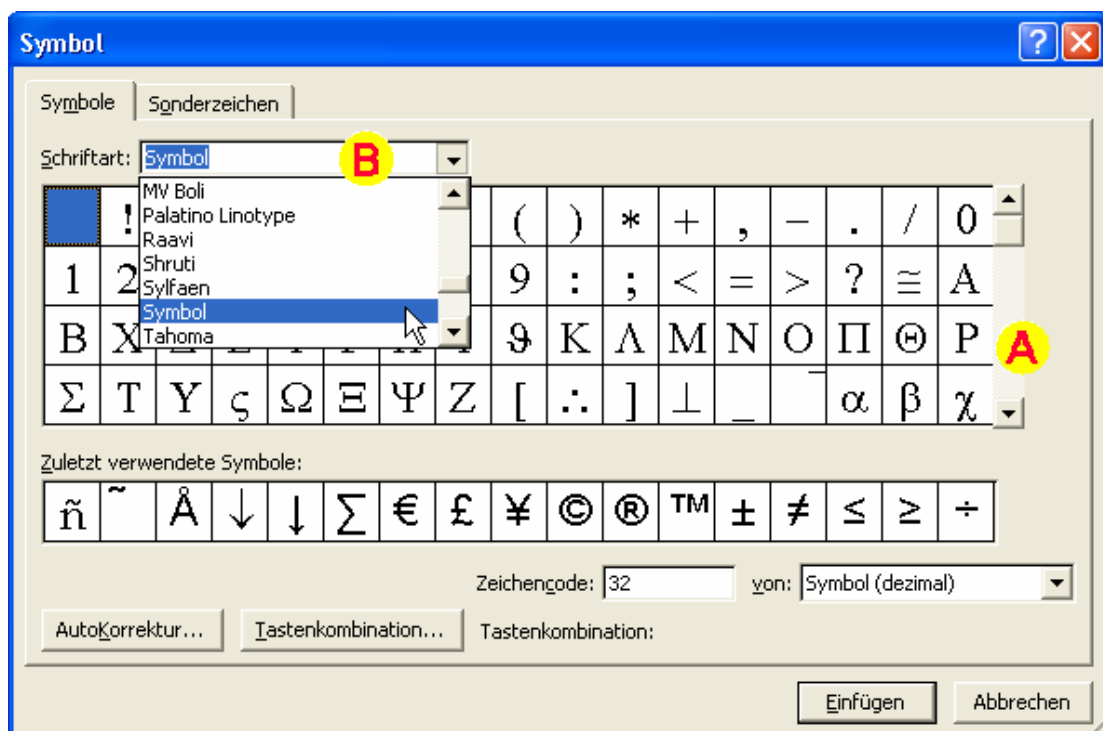 Symbol
Symbole Sonderzeichen
Schriftart: Symbol B
MV Boli
Palatino Linotype
Raavi
Shruti
Sylfaen
Symbol
Tahoma
! ( ) * + , − . / 0
1 2 9 : ; < = > ? ≅ Α
Β Χ ϑ Κ Λ Μ Ν Ο Π Θ Ρ A
Σ Τ Υ ς Ω Ξ Ψ Ζ [ ∴ ] ⊥ _ ‾ α β χ
Zuletzt verwendete Symbole:
ñ ˜ Å ↓ ↓ ∑ € £ ¥ © ® ™ ± ≠ ≤ ≥ ÷
Zeichencode: 32 von: Symbol (dezimal)
AutoKorrektur... Tastenkombination... Tastenkombination:
Einfügen Abbrechen